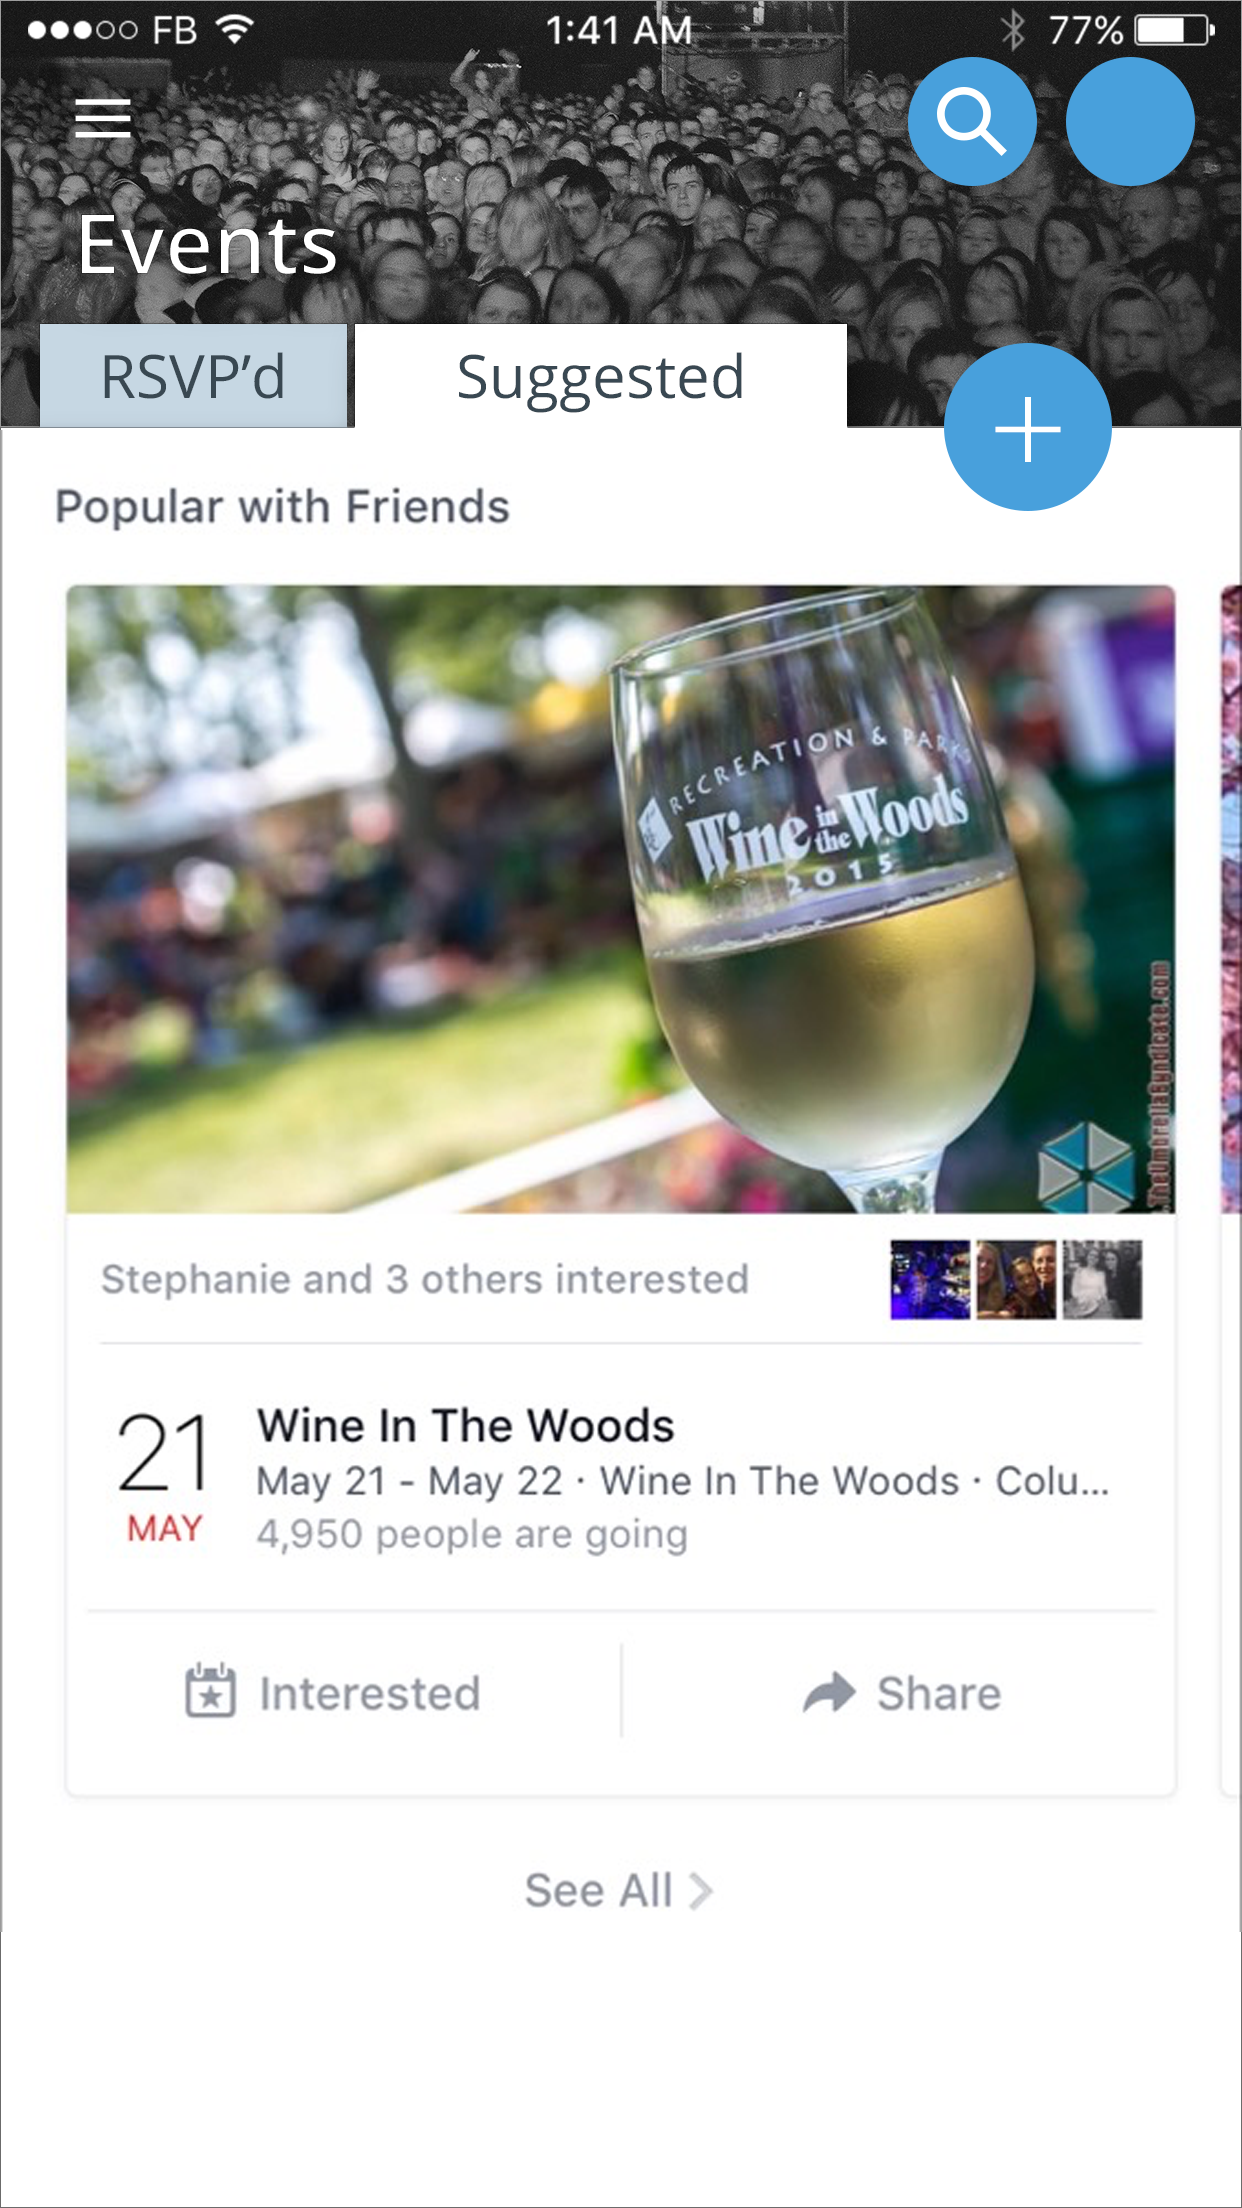 FB 1:41 AM 77%
Events
RSVP’d Suggested
Popular with Friends
RECREATION & PARKS
Wine in the Woods
2015
.TheUmbrellaSyndicate.com
Stephanie and 3 others interested
21
MAY
Wine In The Woods
May 21 - May 22 · Wine In The Woods · Colu...
4,950 people are going
Interested
Share
See All